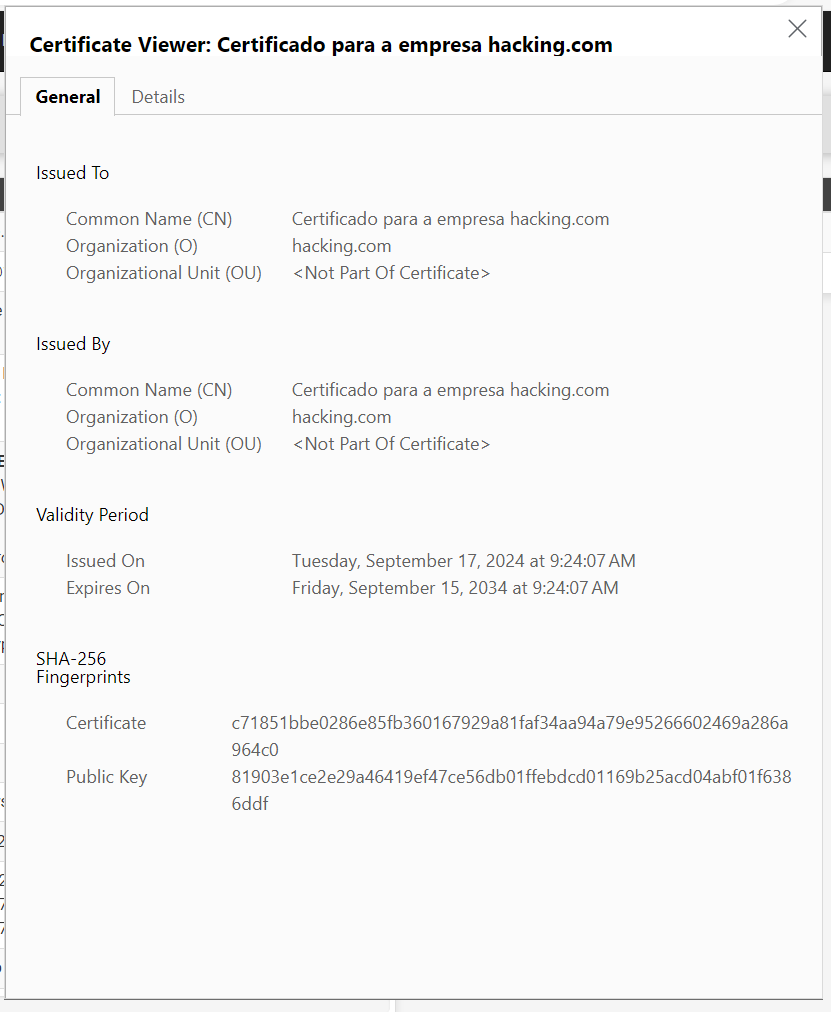 Certificate Viewer: Certificado para a empresa hacking.com
General Details
Issued To
Common Name (CN) Certificado para a empresa hacking.com
Organization (O) hacking.com
Organizational Unit (OU) <Not Part Of Certificate>
Issued By
Common Name (CN) Certificado para a empresa hacking.com
Organization (O) hacking.com
Organizational Unit (OU) <Not Part Of Certificate>
Validity Period
Issued On Tuesday, September 17, 2024 at 9:24:07 AM
Expires On Friday, September 15, 2034 at 9:24:07 AM
SHA-256
Fingerprints
Certificate c71851bbe0286e85fb360167929a81faf34aa94a79e95266602469a286a
964c0
Public Key 81903e1ce2e29a46419ef47ce56db01ffebdcd01169b25acd04abf01f638
6ddf